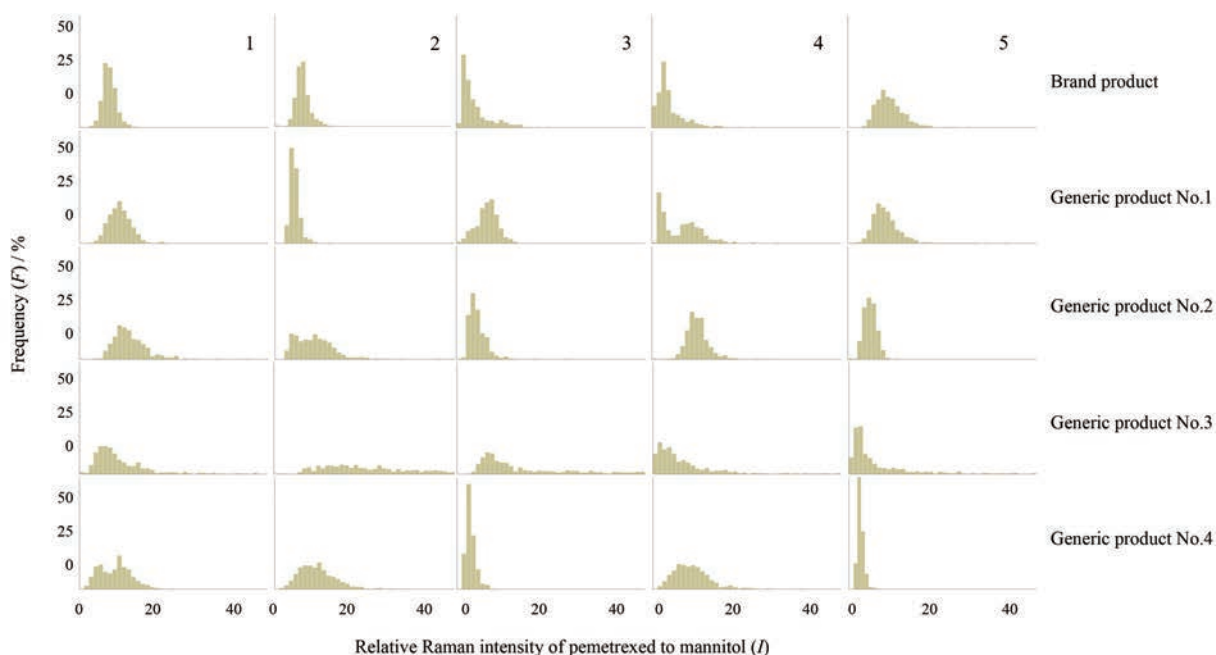 50
25
0
1
2
3
4
5
Brand product
50
25
0
Generic product No.1
50
25
0
Generic product No.2
50
25
0
Generic product No.3
50
25
0
Generic product No.4
Frequency (F) / %
0 20 40 0 20 40 0 20 40 0 20 40 0 20 40
Relative Raman intensity of pemetrexed to mannitol (I)